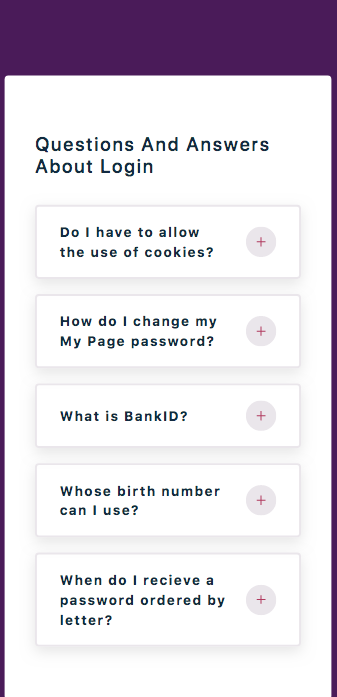 Questions And Answers
About Login
Do I have to allow
the use of cookies?
+
How do I change my
My Page password?
+
What is BankID?
+
Whose birth number
can I use?
+
When do I recieve a
password ordered by
letter?
+